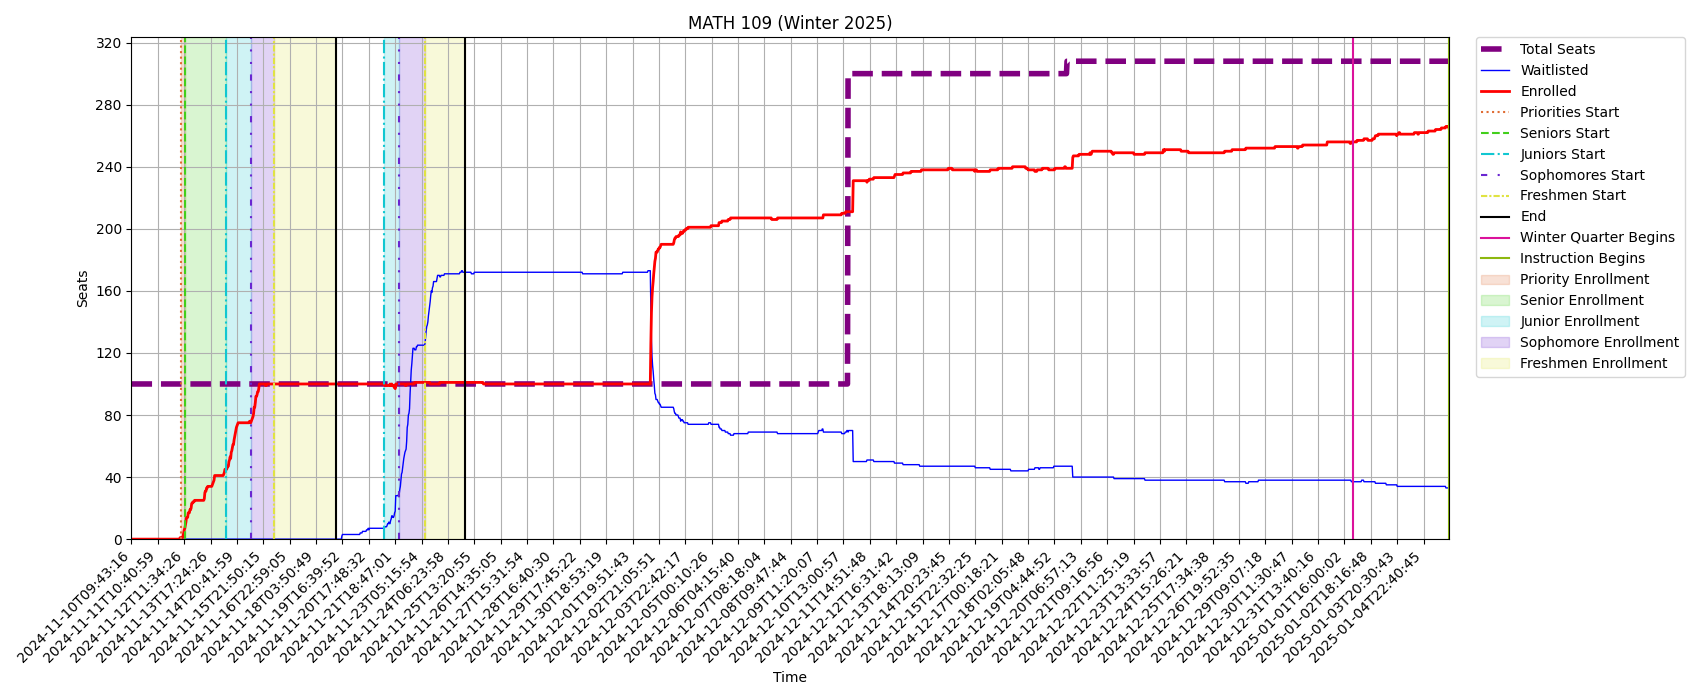 MATH 109 (Winter 2025)
Seats
320
280
240
200
160
120
80
40
0
2024-11-10T09:43:16
2024-11-11T10:40:59
2024-11-12T11:34:26
2024-11-13T17:24:26
2024-11-14T20:41:59
2024-11-15T21:50:15
2024-11-16T22:59:05
2024-11-18T03:50:49
2024-11-19T16:39:52
2024-11-20T17:48:32
2024-11-21T18:47:01
2024-11-23T05:15:54
2024-11-24T06:23:58
2024-11-26T13:20:55
2024-11-26T14:35:05
2024-11-27T15:31:54
2024-11-28T16:40:30
2024-11-29T17:45:22
2024-11-30T18:53:19
2024-12-01T19:51:43
2024-12-02T21:05:51
2024-12-03T22:42:17
2024-12-05T00:10:26
2024-12-06T04:15:40
2024-12-07T08:18:04
2024-12-08T09:47:44
2024-12-09T11:20:07
2024-12-10T13:00:57
2024-12-11T14:51:48
2024-12-12T16:31:42
2024-12-13T18:13:09
2024-12-14T20:23:45
2024-12-15T22:32:25
2024-12-17T00:18:21
2024-12-18T02:05:48
2024-12-19T04:44:52
2024-12-20T06:57:13
2024-12-21T09:16:56
2024-12-22T11:25:19
2024-12-23T13:33:57
2024-12-24T15:26:21
2024-12-25T17:34:38
2024-12-26T19:52:35
2024-12-29T09:07:18
2024-12-30T11:30:47
2024-12-31T13:40:16
2025-01-01T16:00:02
2025-01-02T18:16:48
2025-01-03T20:30:43
2025-01-04T22:40:45
Time
Total Seats
Waitlisted
Enrolled
Priorities Start
Seniors Start
Juniors Start
Sophomores Start
Freshmen Start
End
Winter Quarter Begins
Instruction Begins
Priority Enrollment
Senior Enrollment
Junior Enrollment
Sophomore Enrollment
Freshmen Enrollment